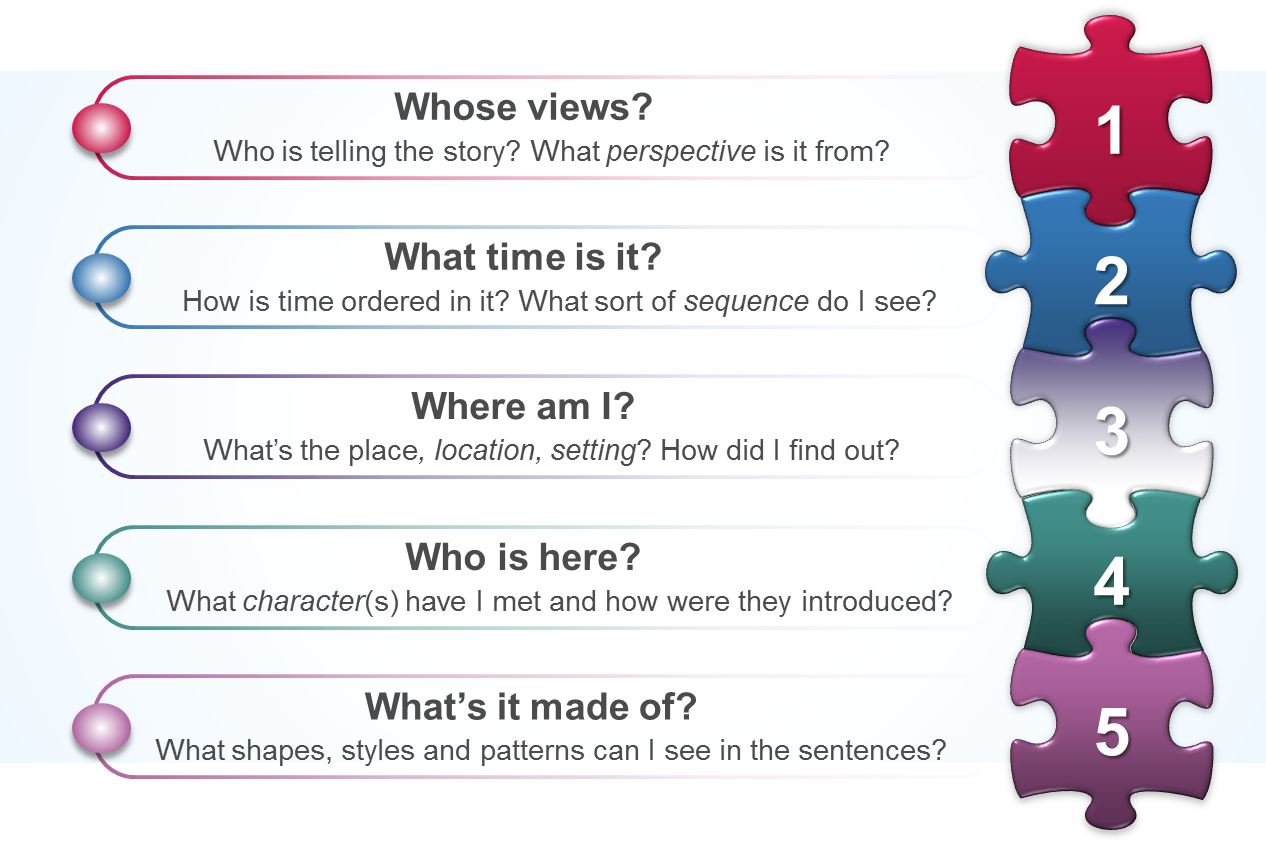 Whose views?
Who is telling the story? What perspective is it from?
1
What time is it?
How is time ordered in it? What sort of sequence do I see?
2
Where am I?
What’s the place, location, setting? How did I find out?
3
Who is here?
What character(s) have I met and how were they introduced?
4
What’s it made of?
What shapes, styles and patterns can I see in the sentences?
5